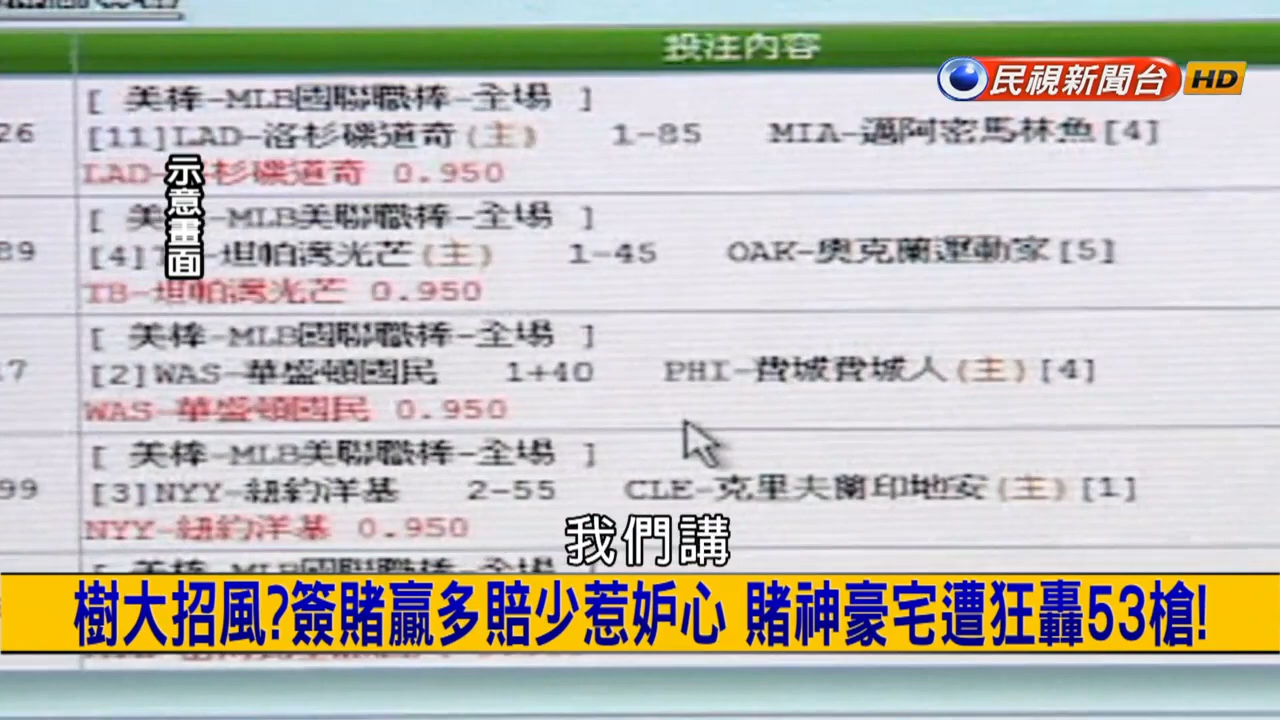 投注內容
民視新聞台 HD
[ 美棒-MLB國聯職棒-全場 ]
26 [11]LAD-洛杉磯道奇(主) 1-85 MIA-邁阿密馬林魚[4]
LAD-洛杉磯道奇 0.950
示意畫面
[ 美棒-MLB美聯職棒-全場 ]
89 [4]TB-坦帕灣光芒(主) 1-45 OAK-奧克蘭運動家[5]
TB-坦帕灣光芒 0.950
[ 美棒-MLB國聯職棒-全場 ]
17 [2]WAS-華盛頓國民 1+40 PHI-費城費城人(主)[4]
WAS-華盛頓國民 0.950
[ 美棒-MLB美聯職棒-全場 ]
99 [3]NYY-紐約洋基 2-55 CLE-克里夫蘭印地安(主)[1]
NYY-紐約洋基 0.950
我們講
樹大招風?簽賭贏多賠少惹妒心 賭神豪宅遭狂轟53槍!